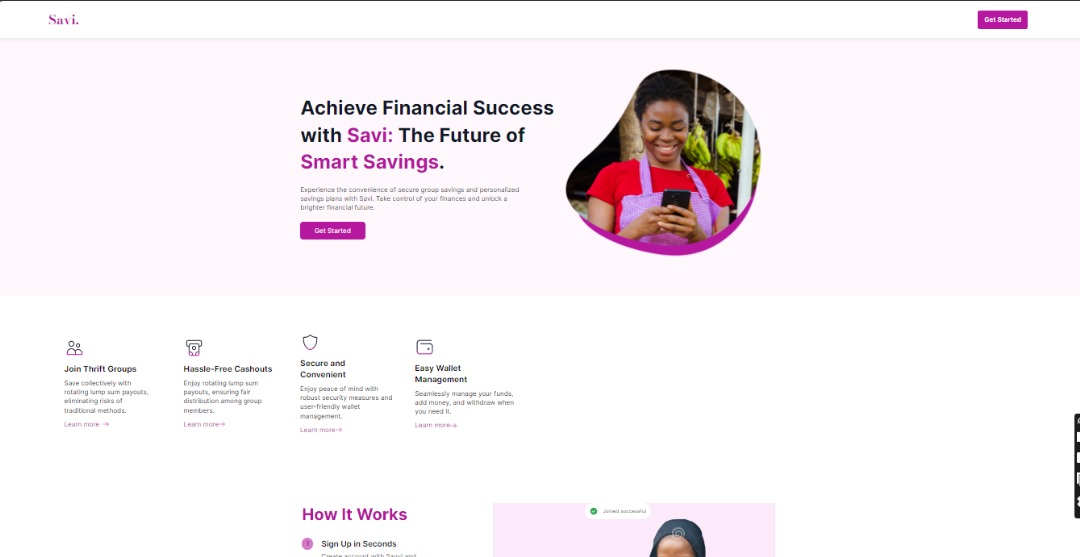 Savi.
Get Started
Achieve Financial Success
with Savi: The Future of
Smart Savings.
Experience the convenience of secure group savings and personalized
savings plans with Savi. Take control of your finances and unlock a
brighter financial future.
Get Started
Join Thrift Groups
Save collectively with
rotating lump sum payouts,
eliminating risks of
traditional methods.
Learn more →
Hassle-Free Cashouts
Enjoy rotating lump sum
payouts, ensuring fair
distribution among group
members.
Learn more→
Secure and
Convenient
Enjoy peace of mind with
robust security measures and
user-friendly wallet
management.
Learn more→
Easy Wallet
Management
Seamlessly manage your funds,
add money, and withdraw when
you need it.
Learn more→
How It Works
1 Sign Up in Seconds
Create account with
Joined successful